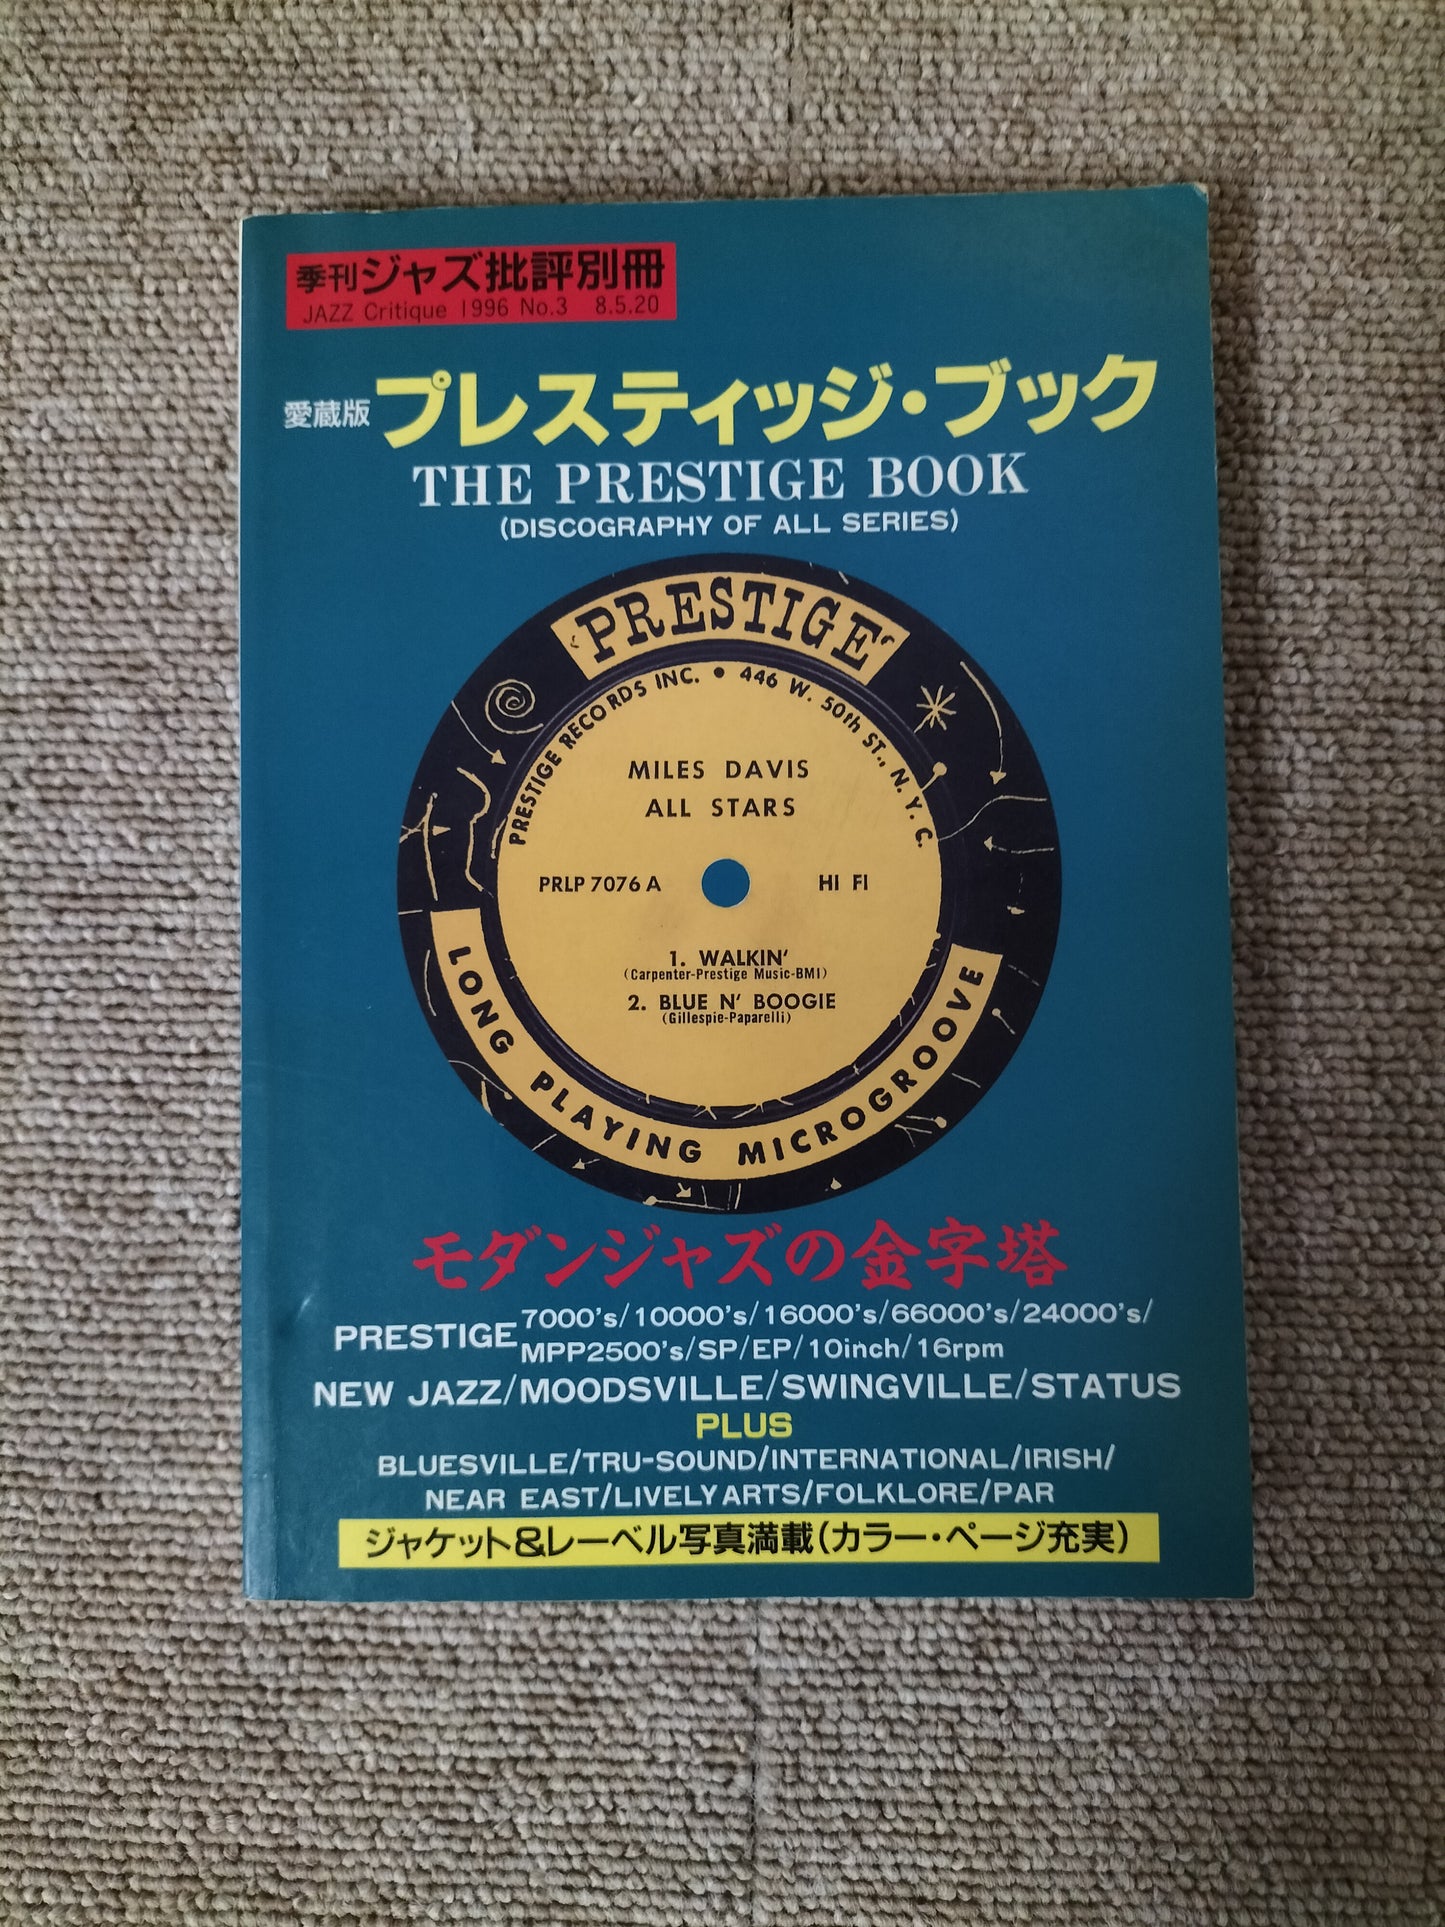 季刊ジャズ批評別冊
JAZZ Critique 1996 No.3 8.5.20
愛蔵版 プレスティッジ・ブック
THE PRESTIGE BOOK
(DISCOGRAPHY OF ALL SERIES)
"PRESTIGE"
PRESTIGE RECORDS INC. • 446 W. 50th ST., N. Y. C.
MILES DAVIS
ALL STARS
PRLP 7076 A HI FI
1. WALKIN'
(Carpenter-Prestige Music-BMI)
2. BLUE N' BOOGIE
(Gillespie-Paparelli)
LONG PLAYING MICROGROOVE
モダンジャズの金字塔
PRESTIGE 7000's/10000's/16000's/66000's/24000's/
MPP2500's/SP/EP/10inch/16rpm
NEW JAZZ/MOODSVILLE/SWINGVILLE/STATUS
PLUS
BLUESVILLE/TRU-SOUND/INTERNATIONAL/IRISH/
NEAR EAST/LIVELY ARTS/FOLKLORE/PAR
ジャケット&レーベル写真満載(カラー・ページ充実)